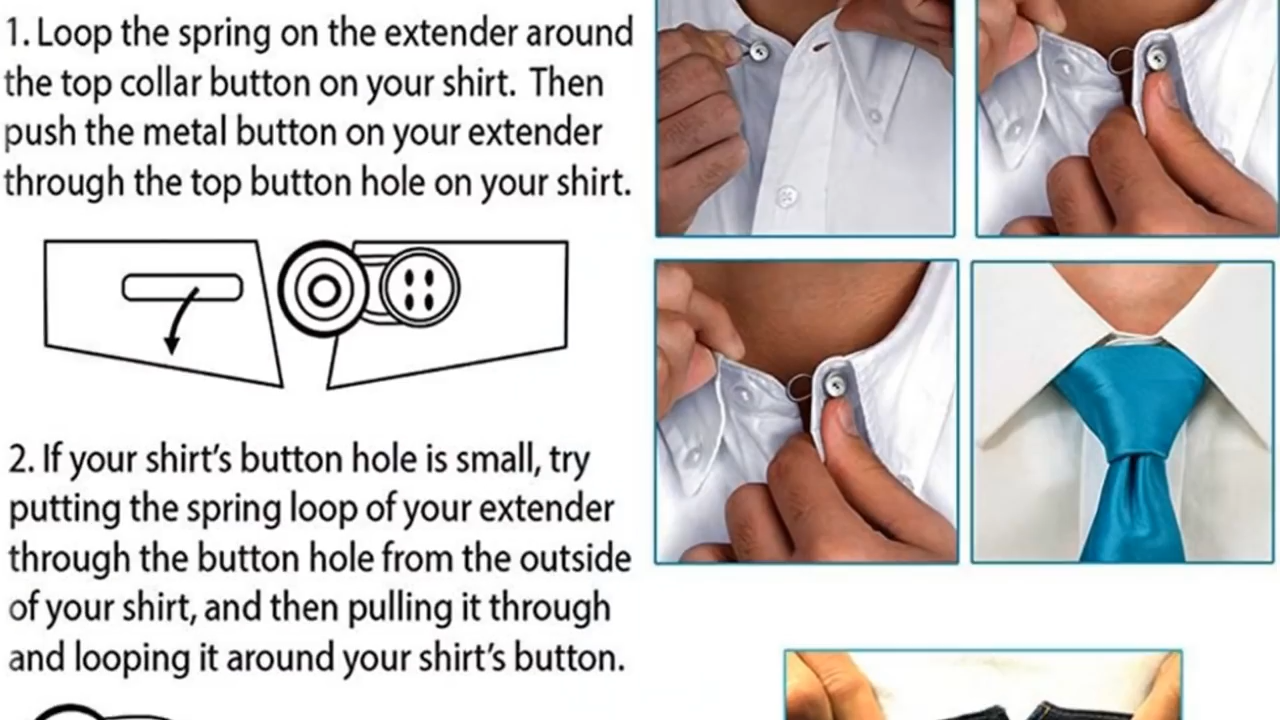 1. Loop the spring on the extender around
the top collar button on your shirt. Then
push the metal button on your extender
through the top button hole on your shirt.
2. If your shirt's button hole is small, try
putting the spring loop of your extender
through the button hole from the outside
of your shirt, and then pulling it through
and looping it around your shirt's button.